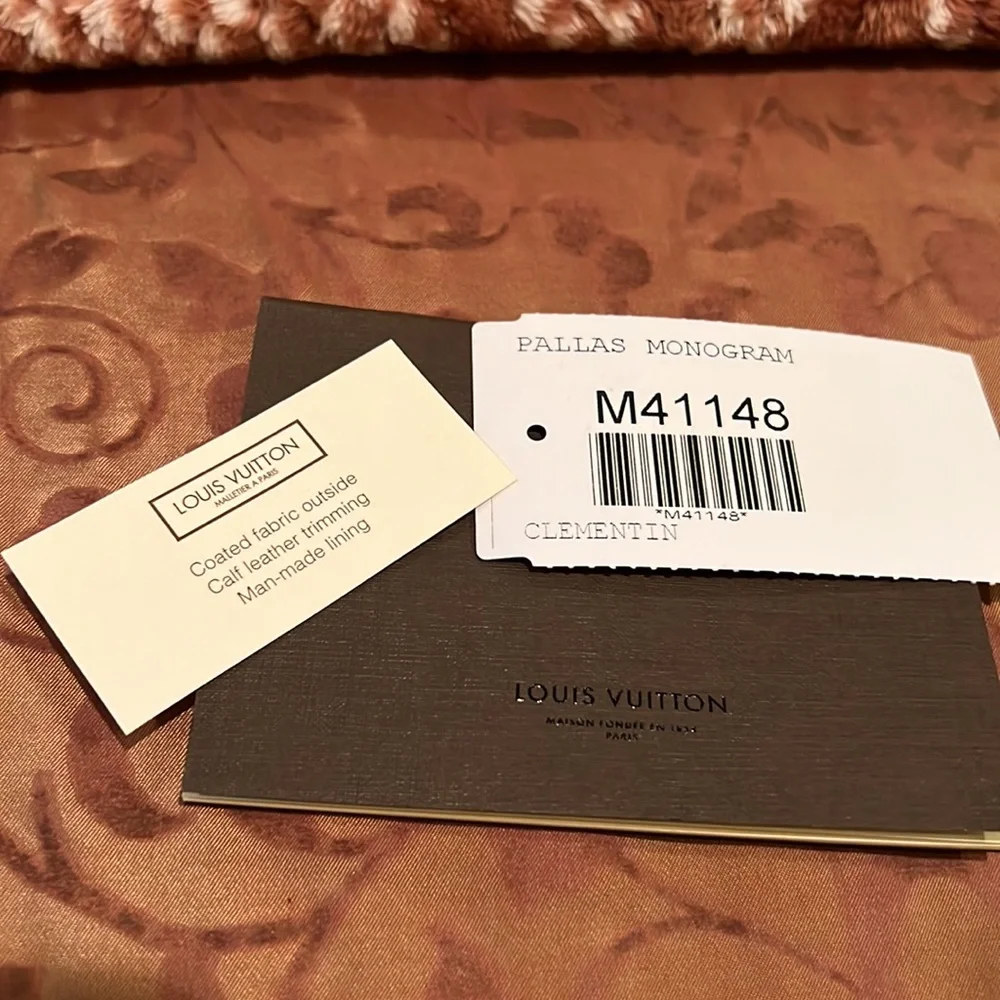 PALLAS MONOGRAM
M41148
*M41148*
CLEMENTIN
LOUIS VUITTON
MALLETIER A PARIS
Coated fabric outside
Calf leather trimming
Man-made lining
LOUIS VUITTON
MAISON FONDÉE EN 1854
PARIS